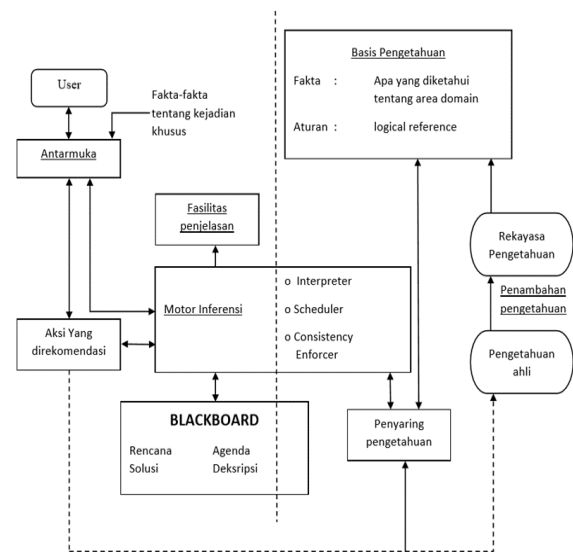 Basis Pengetahuan
Fakta : Apa yang diketahui
tentang area domain
Aturan : logical reference
User
Fakta-fakta
tentang kejadian
khusus
Antarmuka
Fasilitas
penjelasan
Rekayasa
Pengetahuan
Penambahan
pengetahuan
Motor Inferensi
o Interpreter
o Scheduler
o Consistency
Enforcer
Aksi Yang
direkomendasi
Pengetahuan
ahli
BLACKBOARD
Rencana Agenda
Solusi Deksripsi
Penyaring
pengetahuan